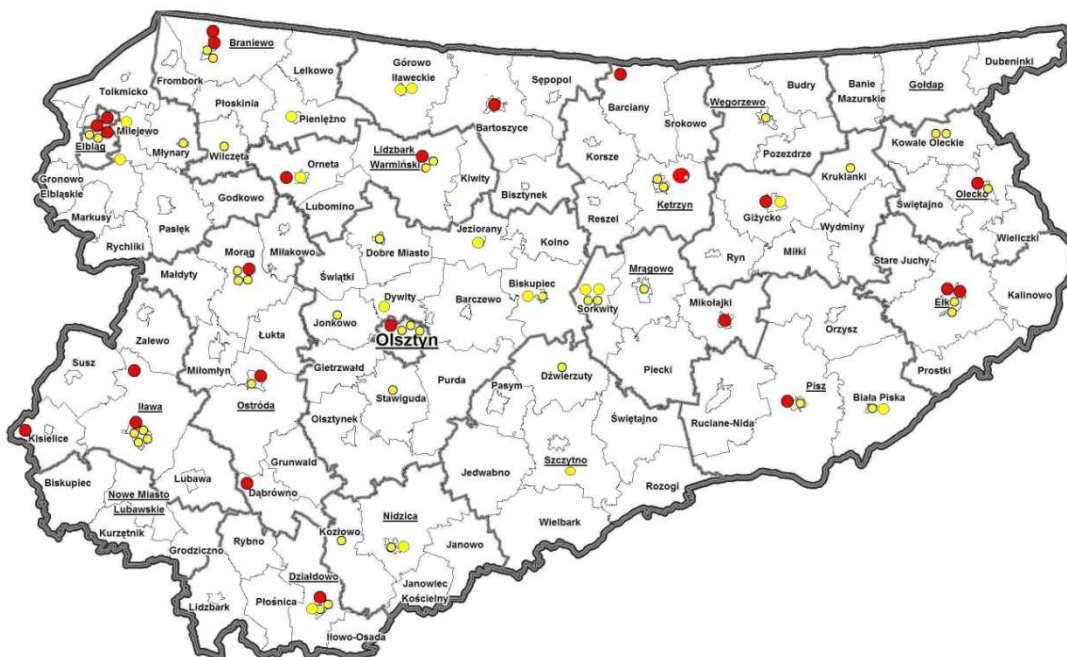 Braniewo
Lelkowo
Górowo
Iławeckie
Sępopol
Frombork
Tolkmicko
Płoskinia
Pieniężno
Bartoszyce
Barciany
Srokowo
Węgorzewo
Budry
Banie
Mazurskie
Gołdap
Dubeninki
Milejewo
Elbląg
Młynary
Wilczęta
Orneta
Lidzbark
Warmiński
Kiwity
Korsze
Pozezdrze
Kruklanki
Kowale Oleckie
Gronowo
Elbląskie
Godkowo
Lubomino
Bisztynek
Reszel
Kętrzyn
Giżycko
Świętajno
Olecko
Markusy
Pasłęk
Rychliki
Morąg
Miłakowo
Świątki
Dobre Miasto
Jeziorany
Kolno
Wydminy
Wieliczki
Małdyty
Ryn
Miłki
Stare Juchy
Mrągowo
Dywity
Barczewo
Biskupiec
Sorkwity
Mikołajki
Ełk
Kalinowo
Zalewo
Łukta
Jonkowo
Olsztyn
Orzysz
Susz
Miłomłyn
Gietrzwałd
Purda
Pasym
Dźwierzuty
Piecki
Prostki
Iława
Ostróda
Olsztynek
Stawiguda
Świętajno
Ruciane-Nida
Pisz
Biała Piska
Kisielice
Grunwald
Szczytno
Biskupiec
Lubawa
Dąbrówno
Jedwabno
Rozogi
Nowe Miasto
Lubawskie
Kurzętnik
Grodziczno
Rybno
Kozłowo
Nidzica
Janowo
Wielbark
Działdowo
Lidzbark
Płośnica
Janowiec
Kościelny
Iłowo-Osada